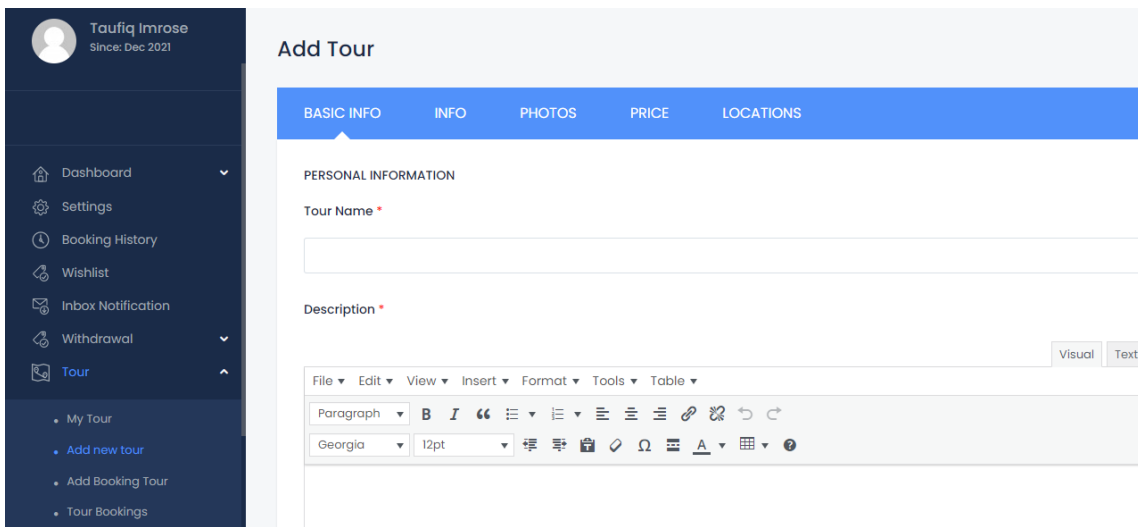 Taufiq Imrose
Since: Dec 2021
Dashboard
Settings
Booking History
Wishlist
Inbox Notification
Withdrawal
Tour
My Tour
Add new tour
Add Booking Tour
Tour Bookings
Add Tour
BASIC INFO INFO PHOTOS PRICE LOCATIONS
PERSONAL INFORMATION
Tour Name *
Description *
Visual Text
File Edit View Insert Format Tools Table
Paragraph B I
Georgia 12pt Ω A